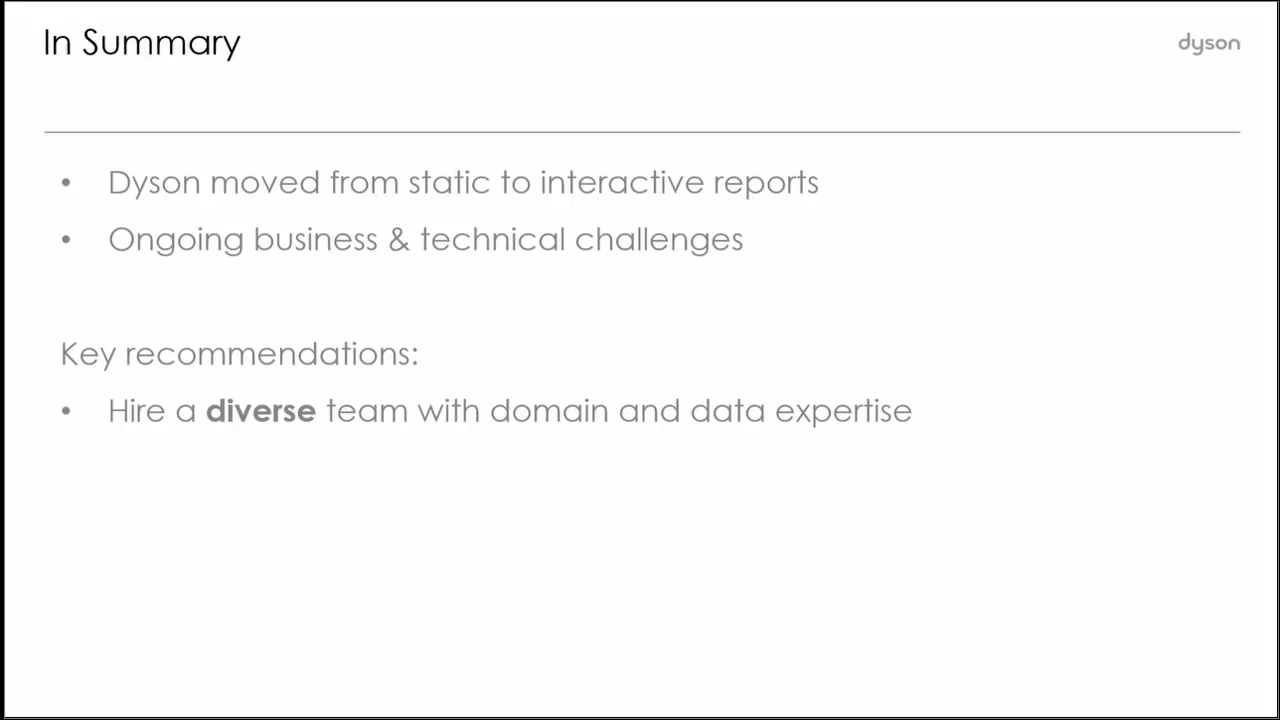 In Summary
dyson
• Dyson moved from static to interactive reports
• Ongoing business & technical challenges
Key recommendations:
• Hire a diverse team with domain and data expertise